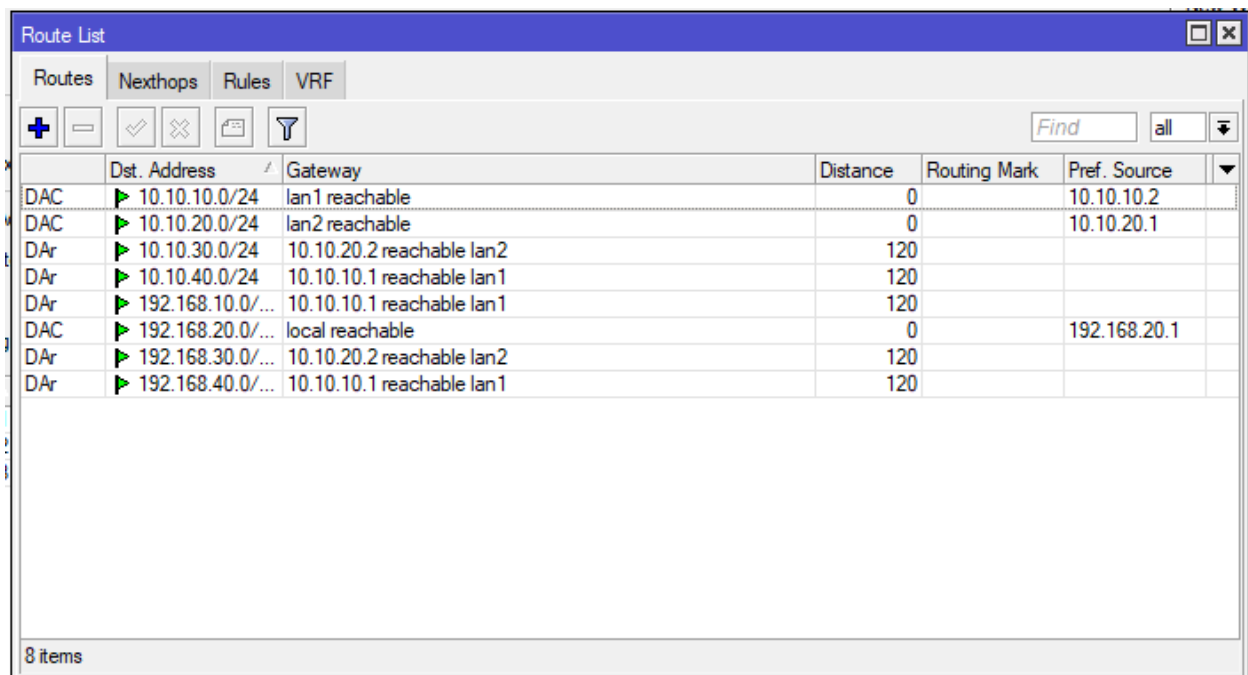 Route List
Routes Nexthops Rules VRF
Find all
Dst. Address Gateway Distance Routing Mark Pref. Source
DAC 10.10.10.0/24 lan1 reachable 0 10.10.10.2
DAC 10.10.20.0/24 lan2 reachable 0 10.10.20.1
DAr 10.10.30.0/24 10.10.20.2 reachable lan2 120
DAr 10.10.40.0/24 10.10.10.1 reachable lan1 120
DAr 192.168.10.0/... 10.10.10.1 reachable lan1 120
DAC 192.168.20.0/... local reachable 0 192.168.20.1
DAr 192.168.30.0/... 10.10.20.2 reachable lan2 120
DAr 192.168.40.0/... 10.10.10.1 reachable lan1 120
8 items